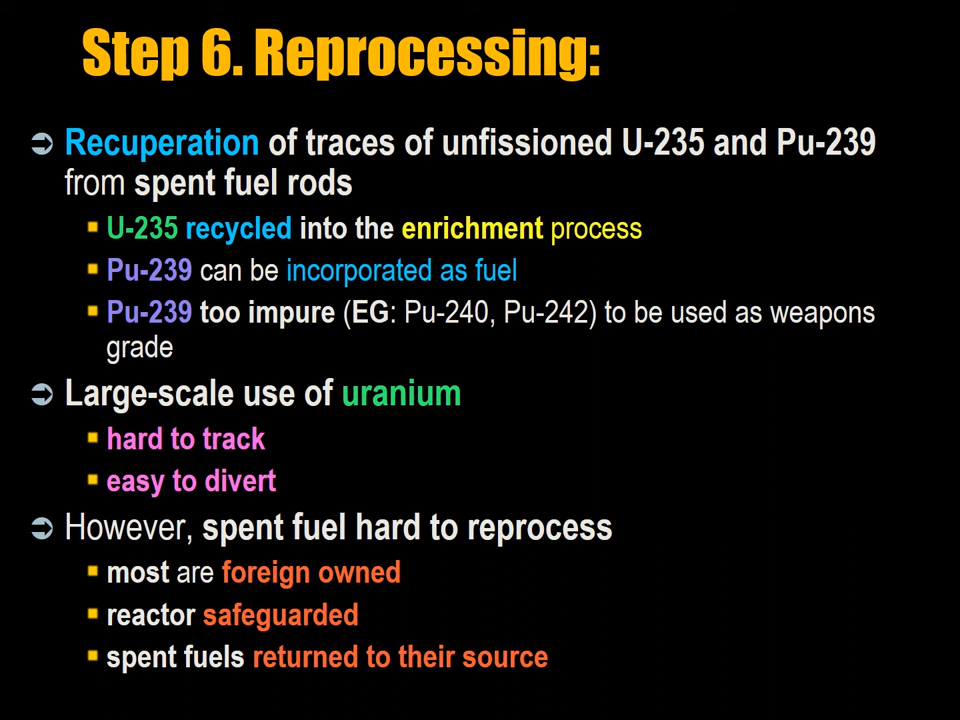 Step 6. Reprocessing:
Recuperation of traces of unfissioned U-235 and Pu-239
from spent fuel rods
U-235 recycled into the enrichment process
Pu-239 can be incorporated as fuel
Pu-239 too impure (EG: Pu-240, Pu-242) to be used as weapons
grade
Large-scale use of uranium
hard to track
easy to divert
However, spent fuel hard to reprocess
most are foreign owned
reactor safeguarded
spent fuels returned to their source